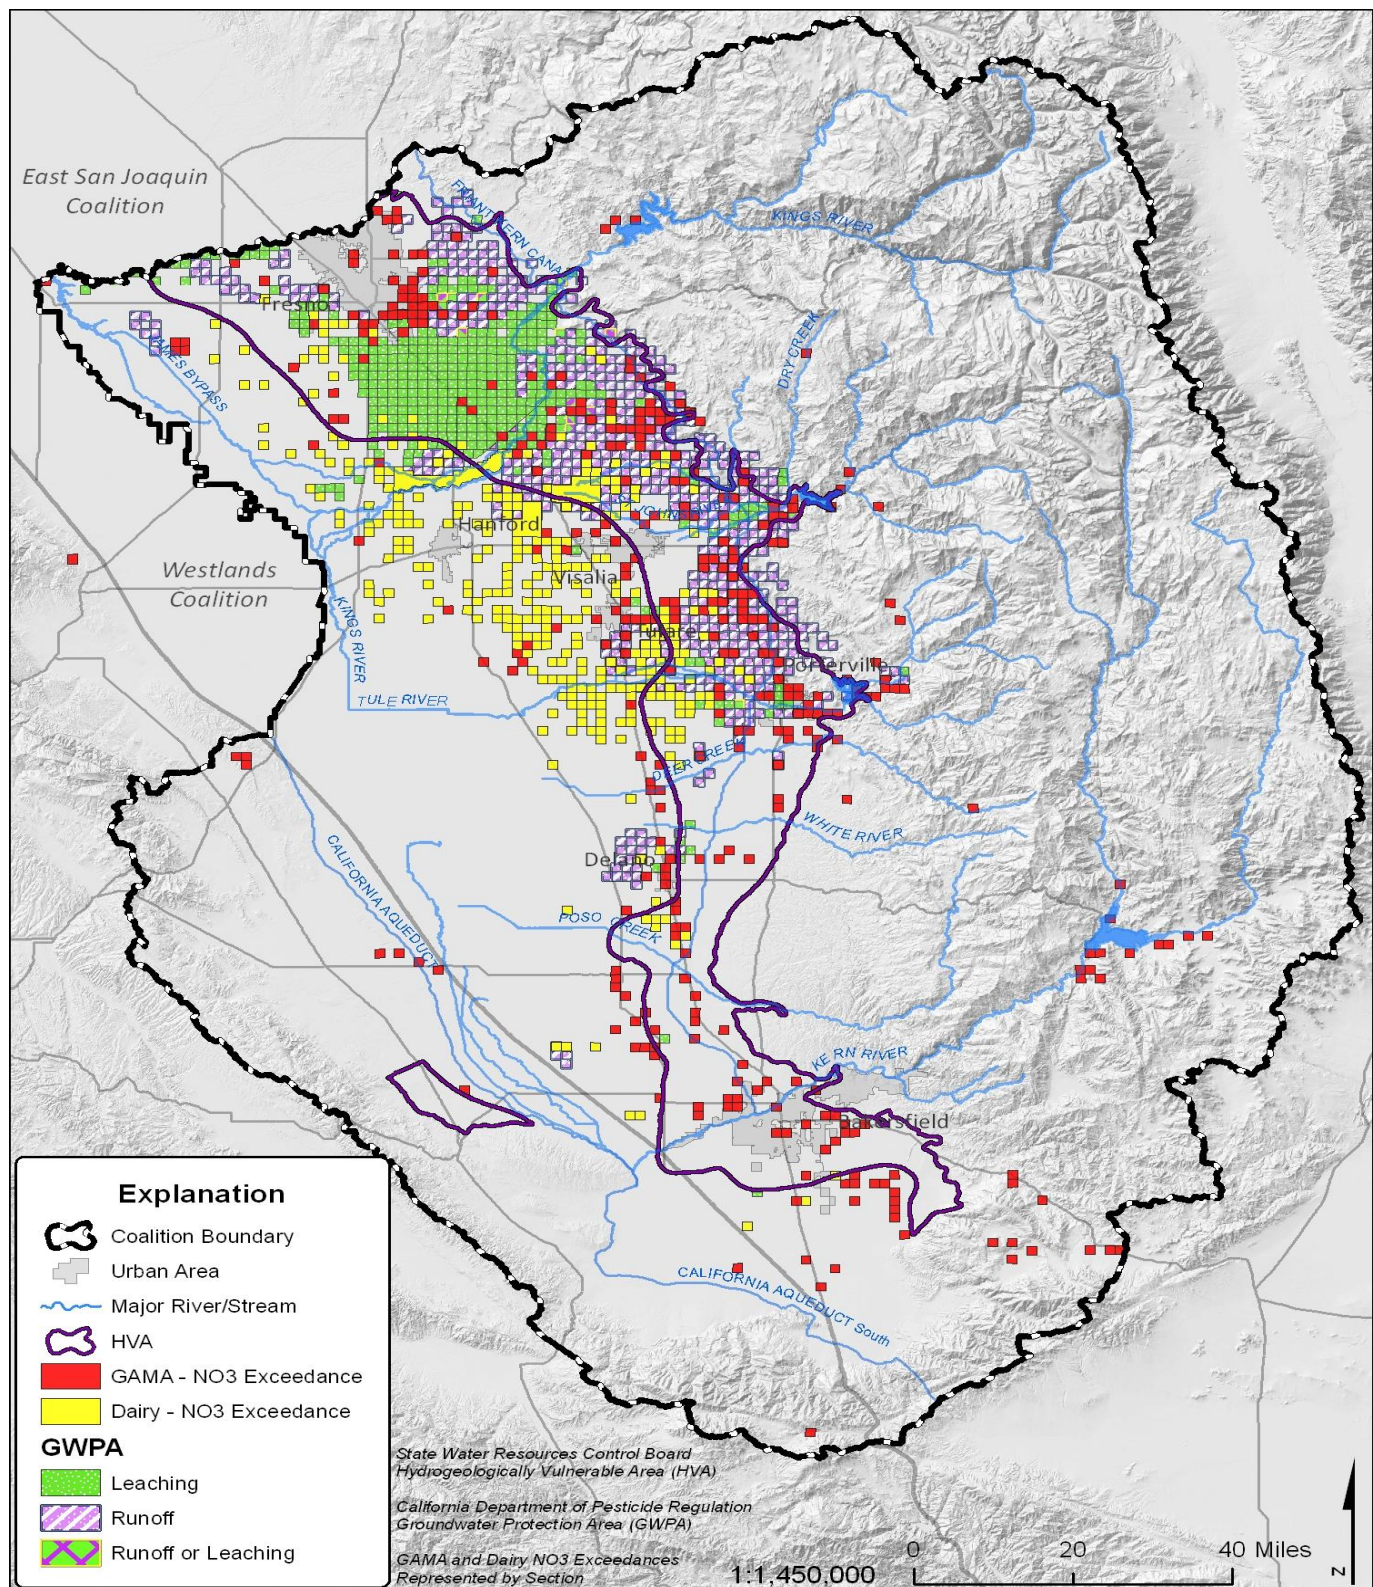 East San Joaquin
Coalition
FRIANT KERN CANAL
KINGS RIVER
Fresno
JAMES BYPASS
DRY CREEK
ST JOHNS RIVER
Hanford
Visalia
Westlands
Coalition
KINGS RIVER
Tulare
Porterville
TULE RIVER
DEER CREEK
WHITE RIVER
Delano
CALIFORNIA AQUEDUCT
POSO CREEK
KERN RIVER
Bakersfield
CALIFORNIA AQUEDUCT South
Explanation
Coalition Boundary
Urban Area
Major River/Stream
HVA
GAMA - NO3 Exceedance
Dairy - NO3 Exceedance
GWPA
Leaching
Runoff
Runoff or Leaching
State Water Resources Control Board
Hydrogeologically Vulnerable Area (HVA)
California Department of Pesticide Regulation
Groundwater Protection Area (GWPA)
GAMA and Dairy NO3 Exceedances
Represented by Section
1:1,450,000
0 20 40 Miles
N